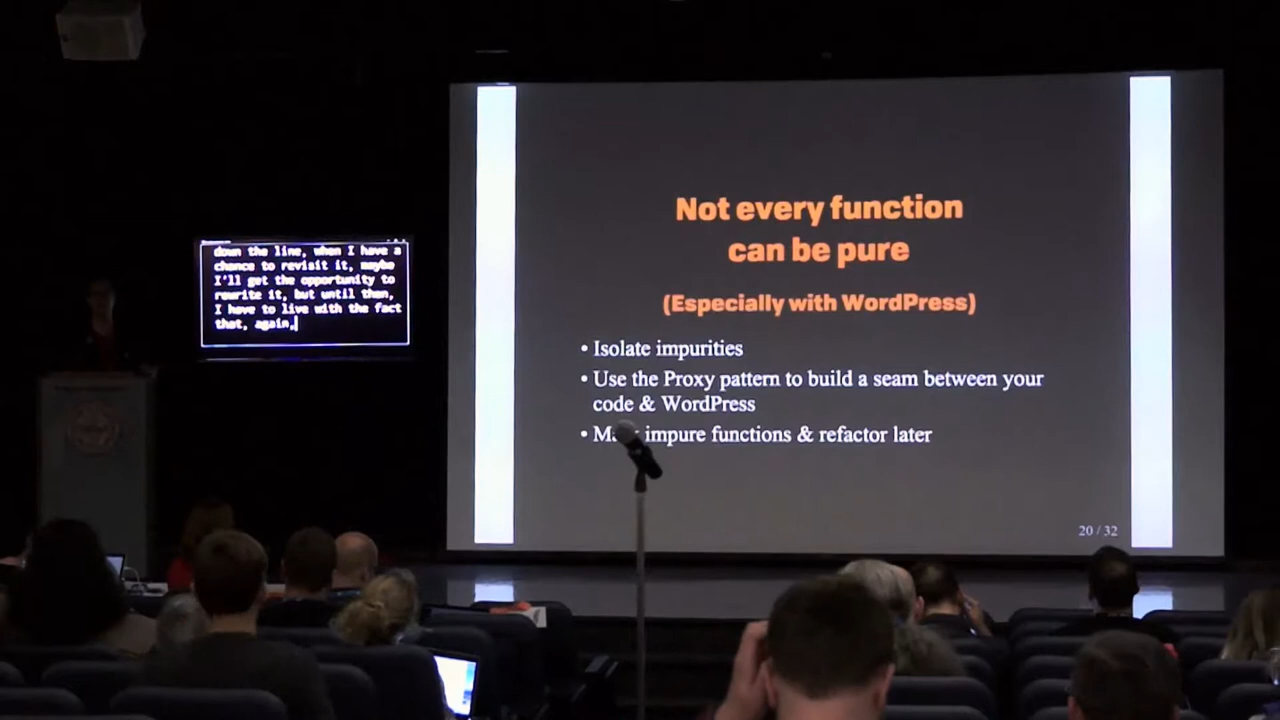 down the line, when I have a
chance to revisit it, maybe
I'll get the opportunity to
rewrite it, but until then,
I have to live with the fact
that, again,
Not every function
can be pure
(Especially with WordPress)
• Isolate impurities
• Use the Proxy pattern to build a seam between your
code & WordPress
• impure functions & refactor later
20 / 32